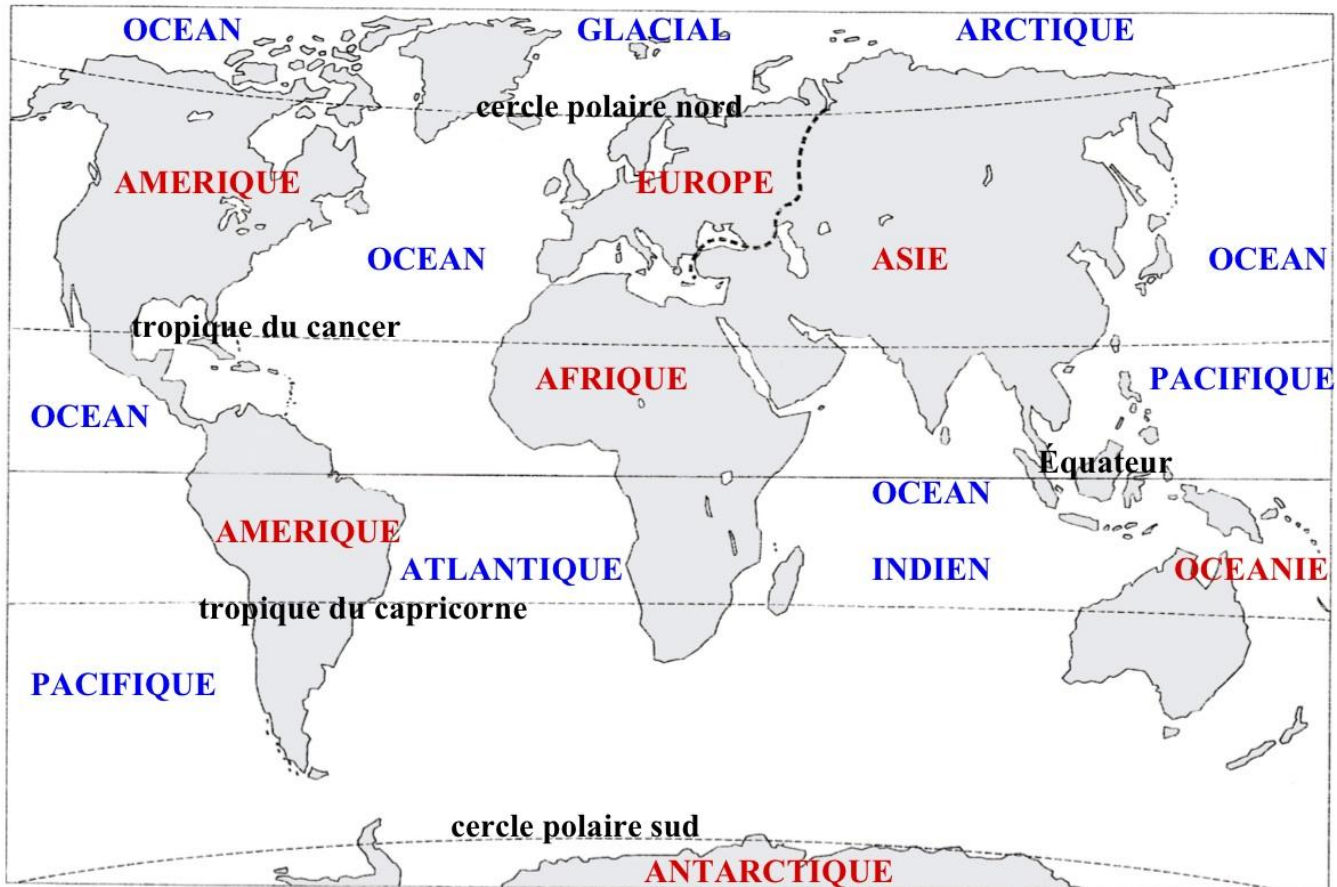 OCEAN GLACIAL ARCTIQUE
cercle polaire nord
AMERIQUE EUROPE
OCEAN ASIE OCEAN
tropique du cancer
AFRIQUE PACIFIQUE
OCEAN
Équateur
OCEAN
AMERIQUE
ATLANTIQUE INDIEN OCEANIE
tropique du capricorne
PACIFIQUE
cercle polaire sud
ANTARCTIQUE